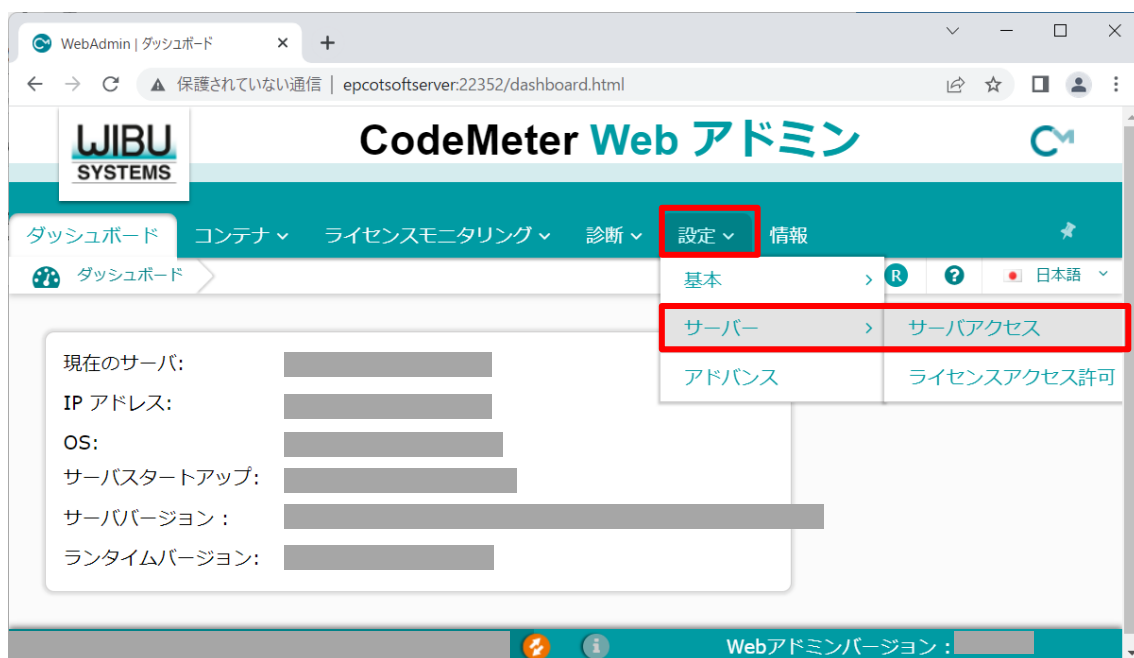 WebAdmin | ダッシュボード
保護されていない通信 | epcotsoftserver:22352/dashboard.html
WIBU
SYSTEMS
CodeMeter Web アドミン
ダッシュボード コンテナ ライセンスモニタリング 診断 設定 情報
ダッシュボード
基本
R ? 日本語
サーバー サーバアクセス
アドバンス ライセンスアクセス許可
現在のサーバ:
IP アドレス:
OS:
サーバスタートアップ:
サーババージョン :
ランタイムバージョン:
Webアドミンバージョン :